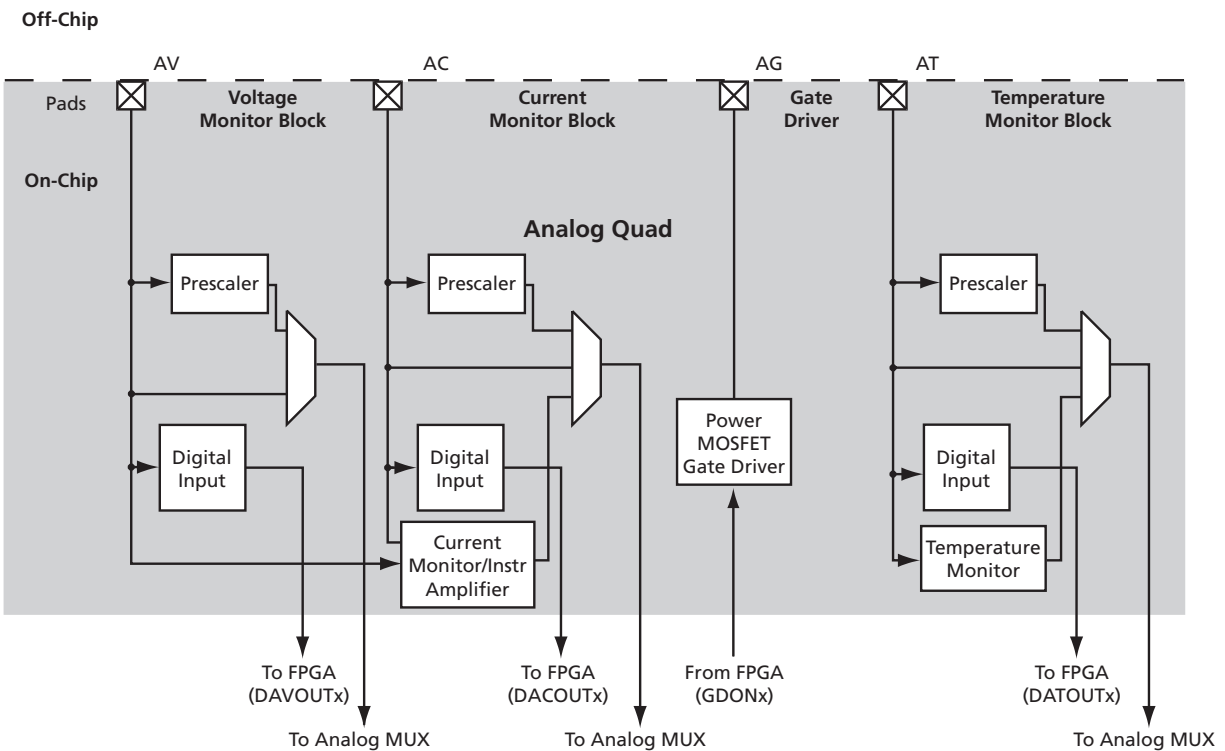 Off-Chip
AV
AC
AG
AT
Pads
Voltage
Monitor Block
Current
Monitor Block
Gate
Driver
Temperature
Monitor Block
On-Chip
Analog Quad
Prescaler
Prescaler
Prescaler
Power
MOSFET
Gate Driver
Digital
Input
Digital
Input
Digital
Input
Current
Monitor/Instr
Amplifier
Temperature
Monitor
To FPGA
(DAVOUTx)
To FPGA
(DACOUTx)
From FPGA
(GDONx)
To FPGA
(DATOUTx)
To Analog MUX
To Analog MUX
To Analog MUX